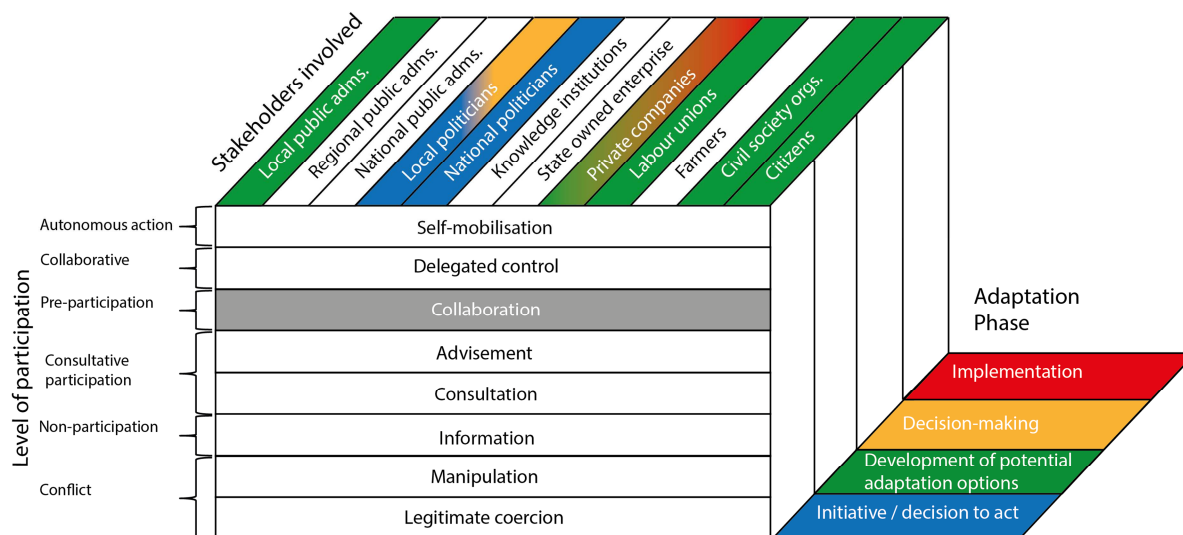 Stakeholders involved
Local public adms.
Regional public adms.
National public adms.
Local politicians
National politicians
Knowledge institutions
State owned enterprise
Private companies
Labour unions
Farmers
Civil society orgs.
Citizens
Level of participation
Autonomous action
Collaborative
Pre-participation
Consultative
participation
Non-participation
Conflict
Self-mobilisation
Delegated control
Collaboration
Advisement
Consultation
Information
Manipulation
Legitimate coercion
Adaptation
Phase
Implementation
Decision-making
Development of potential
adaptation options
Initiative / decision to act